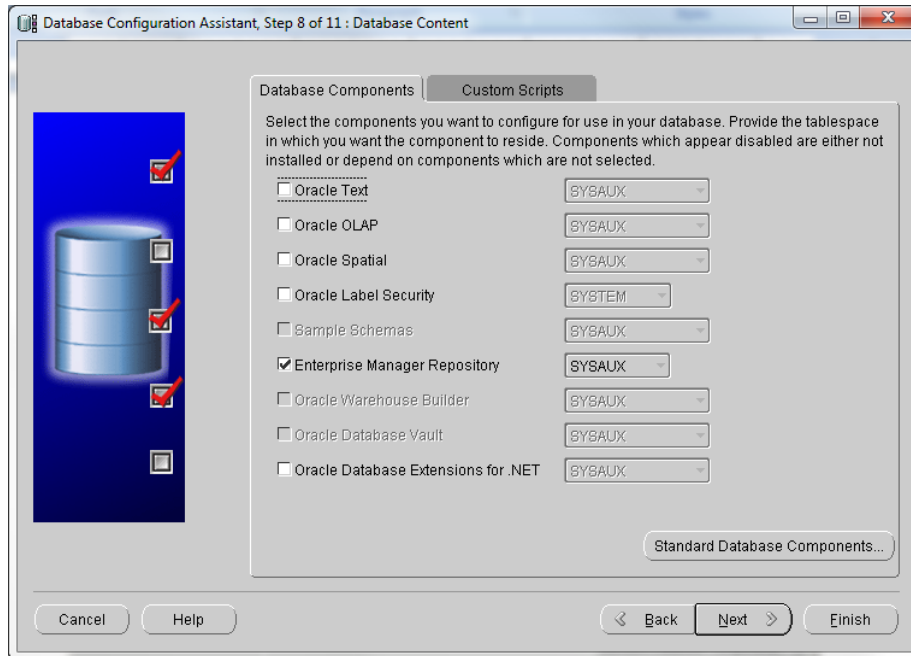 Database Configuration Assistant, Step 8 of 11 : Database Content
Database Components Custom Scripts
Select the components you want to configure for use in your database. Provide the tablespace
in which you want the component to reside. Components which appear disabled are either not
installed or depend on components which are not selected.
Oracle Text SYSAUX
Oracle OLAP SYSAUX
Oracle Spatial SYSAUX
Oracle Label Security SYSTEM
Sample Schemas SYSAUX
Enterprise Manager Repository SYSAUX
Oracle Warehouse Builder SYSAUX
Oracle Database Vault SYSAUX
Oracle Database Extensions for .NET SYSAUX
Standard Database Components...
Cancel Help Back Next Finish